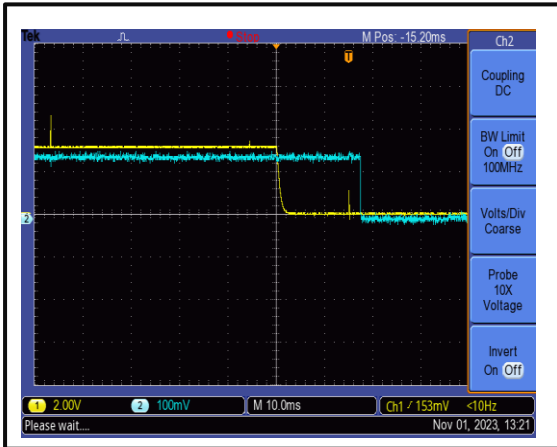 Tek Stop M Pos: -15.20ms
T
Ch2
Coupling
DC
BW Limit
On Off
100MHz
Volts/Div
Coarse
Probe
10X
Voltage
Invert
On Off
2
1 2.00V 2 100mV M 10.0ms Ch1 / 153mV <10Hz
Please wait.... Nov 01, 2023, 13:21